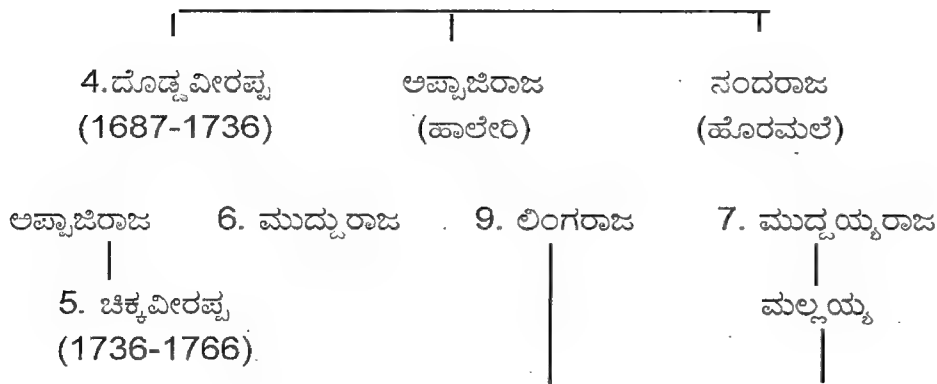 4.ದೊಡ್ಡವೀರಪ್ಪ ಅಪ್ಪಾಜಿರಾಜ ನಂದರಾಜ
(1687-1736) (ಹಾಲೇರಿ) (ಹೊರಮಲೆ)
ಅಪ್ಪಾಜಿರಾಜ 6. ಮುದ್ದುರಾಜ 9. ಲಿಂಗರಾಜ 7. ಮುದ್ದಯ್ಯರಾಜ
5. ಚಿಕ್ಕವೀರಪ್ಪ ಮಲ್ಲಯ್ಯ
(1736-1766)